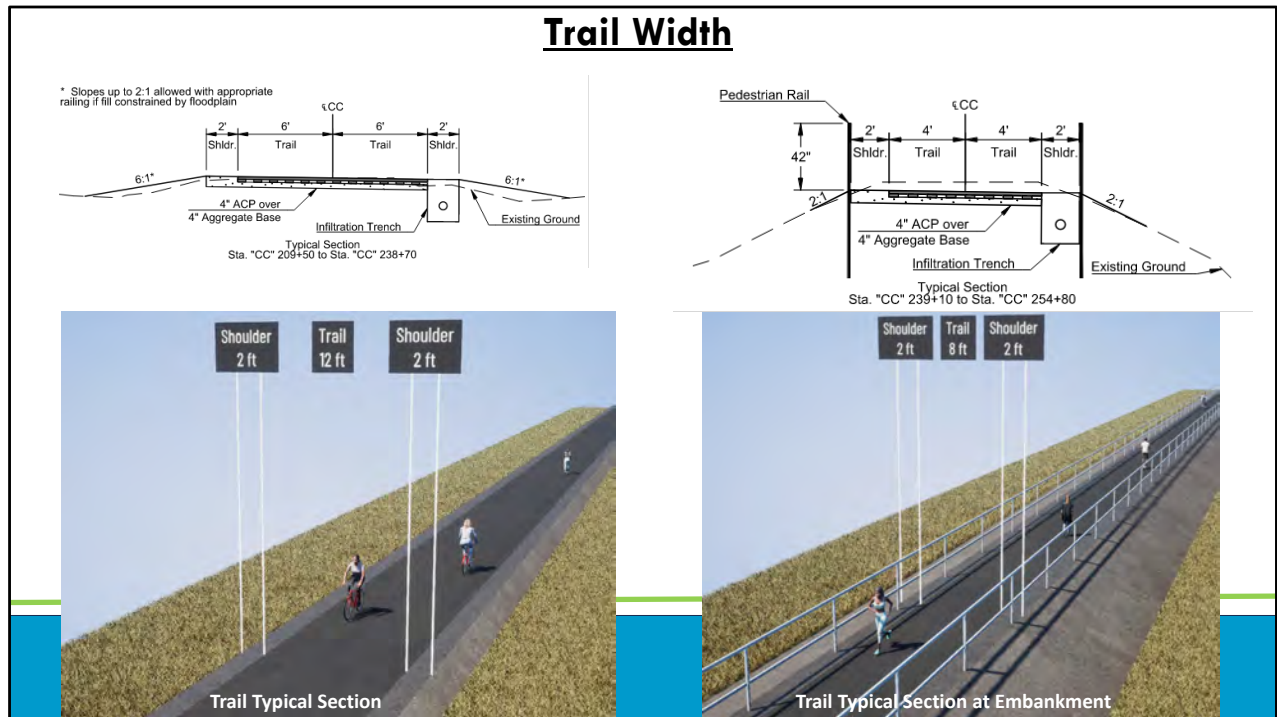 Trail Width
* Slopes up to 2:1 allowed with appropriate
railing if fill constrained by floodplain
℄CC
2' 6' 6' 2'
Shldr. Trail Trail Shldr.
6:1* 6:1*
4" ACP over
4" Aggregate Base
Infiltration Trench
Existing Ground
Typical Section
Sta. "CC" 209+50 to Sta. "CC" 238+70
Pedestrian Rail
℄CC
2' 4' 4' 2'
42"
Shldr. Trail Trail Shldr.
2:1 2:1
4" ACP over
4" Aggregate Base
Infiltration Trench
Existing Ground
Typical Section
Sta. "CC" 239+10 to Sta. "CC" 254+80
Shoulder
2 ft
Trail
12 ft
Shoulder
2 ft
Trail Typical Section
Shoulder
2 ft
Trail
8 ft
Shoulder
2 ft
Trail Typical Section at Embankment